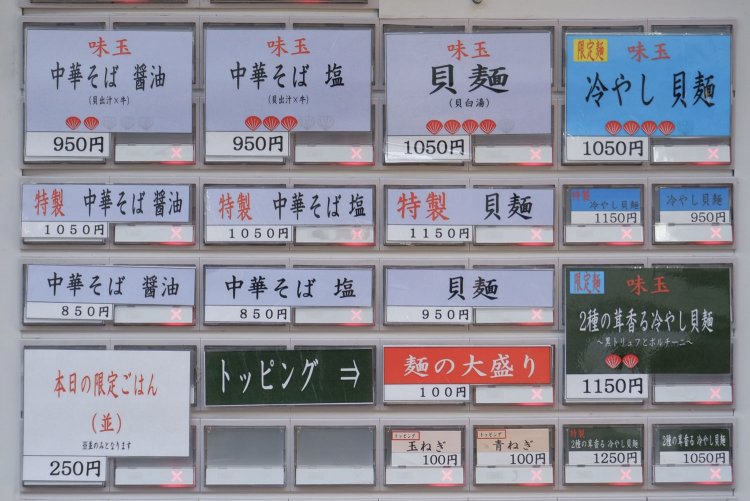 味玉
中華そば 醤油
(貝出汁×牛)
950円
味玉
中華そば 塩
(貝出汁×牛)
950円
味玉
貝麺
(貝白湯)
1050円
限定麺
味玉
冷やし貝麺
1050円
特製 中華そば 醤油
1050円
特製 中華そば 塩
1050円
特製 貝麺
1150円
特製
冷やし貝麺
1150円
冷やし貝麺
950円
中華そば 醤油
850円
中華そば 塩
850円
貝麺
950円
限定麺
味玉
2種の茸香る冷やし貝麺
~黒トリュフとポルチーニ~
1150円
本日の限定ごはん
(並)
※並のみとなります
250円
トッピング ⇒
麺の大盛り
100円
トッピング
玉ねぎ
100円
トッピング
青ねぎ
100円
特製
2種の茸香る 冷やし貝麺
1250円
2種の茸香る 冷やし貝麺
1050円